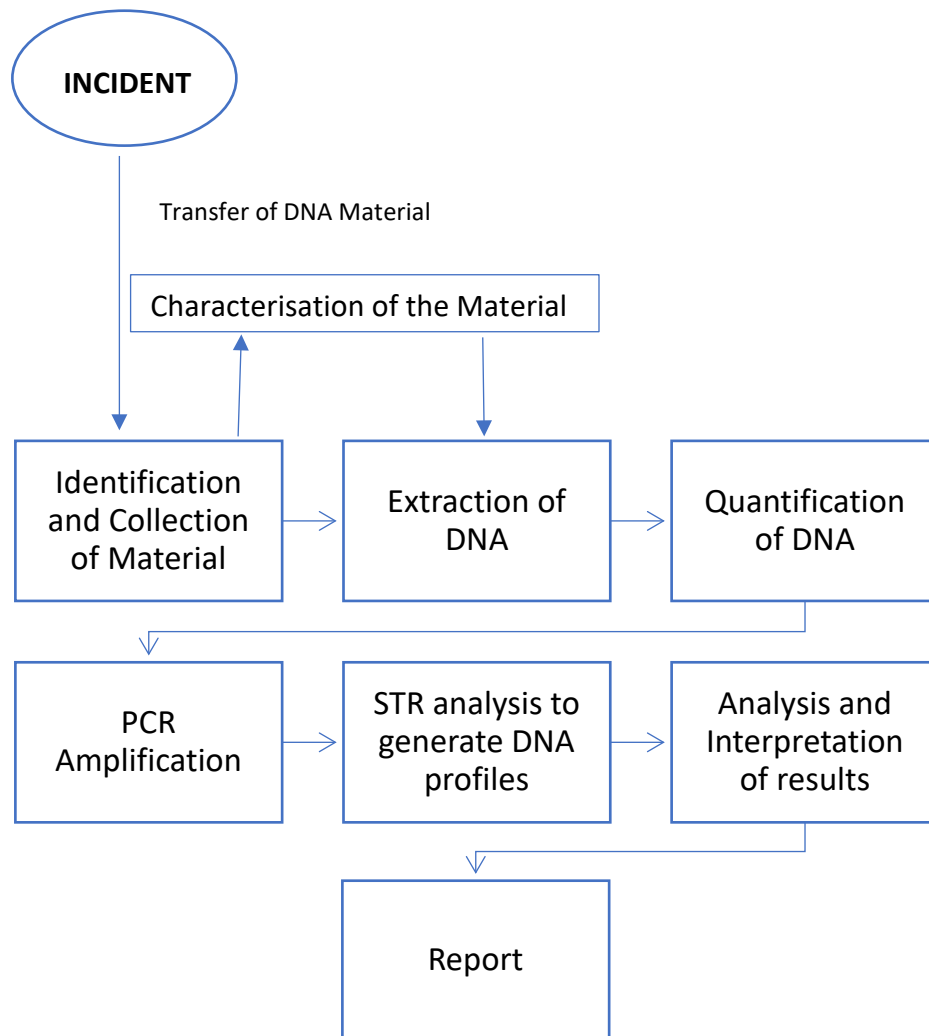 INCIDENT
Transfer of DNA Material
Characterisation of the Material
Identification
and Collection
of Material
Extraction of
DNA
Quantification
of DNA
PCR
Amplification
STR analysis to
generate DNA
profiles
Analysis and
Interpretation
of results
Report